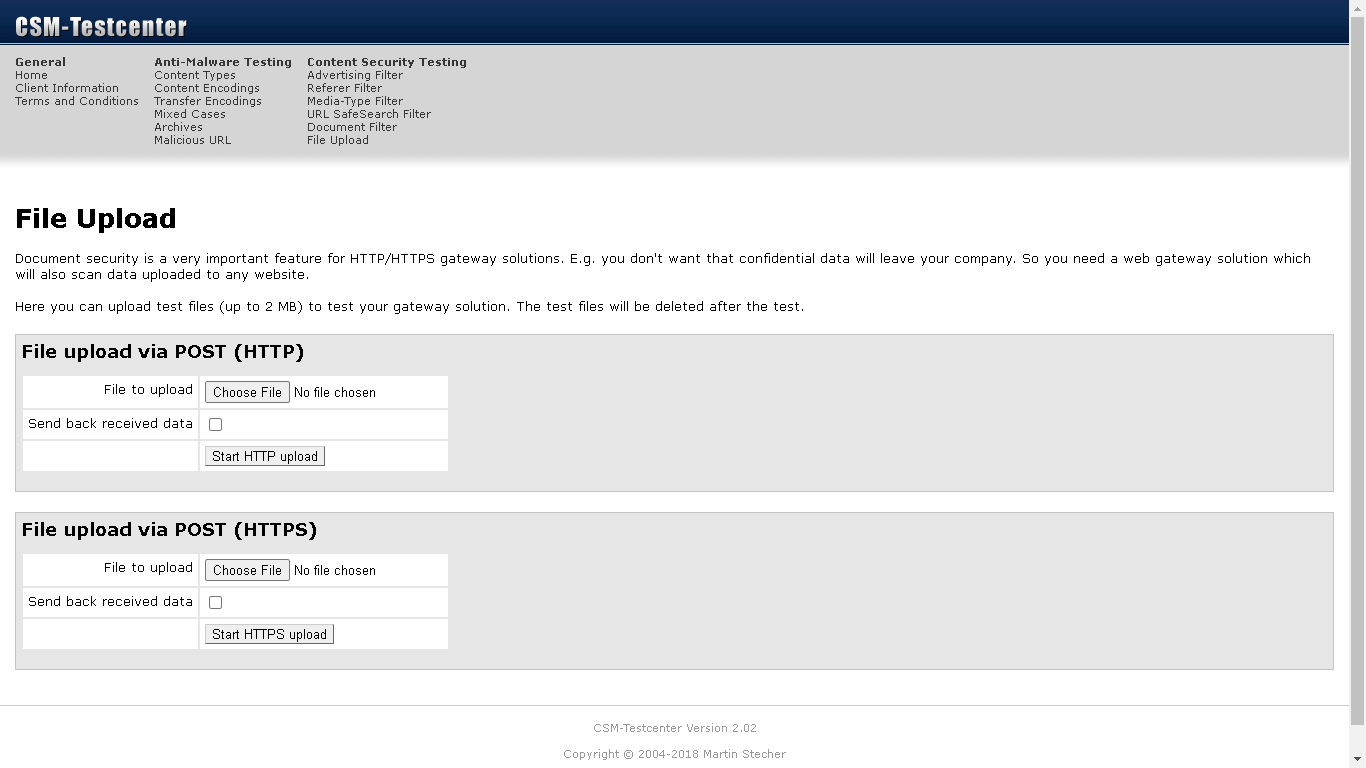 CSM-Testcenter
General
Home
Client Information
Terms and Conditions
Anti-Malware Testing
Content Types
Content Encodings
Transfer Encodings
Mixed Cases
Archives
Malicious URL
Content Security Testing
Advertising Filter
Referer Filter
Media-Type Filter
URL SafeSearch Filter
Document Filter
File Upload
File Upload
Document security is a very important feature for HTTP/HTTPS gateway solutions. E.g. you don't want that confidential data will leave your company. So you need a web gateway solution which
will also scan data uploaded to any website.
Here you can upload test files (up to 2 MB) to test your gateway solution. The test files will be deleted after the test.
File upload via POST (HTTP)
File to upload Choose File No file chosen
Send back received data
Start HTTP upload
File upload via POST (HTTPS)
File to upload Choose File No file chosen
Send back received data
Start HTTPS upload
CSM-Testcenter Version 2.02
Copyright © 2004-2018 Martin Stecher